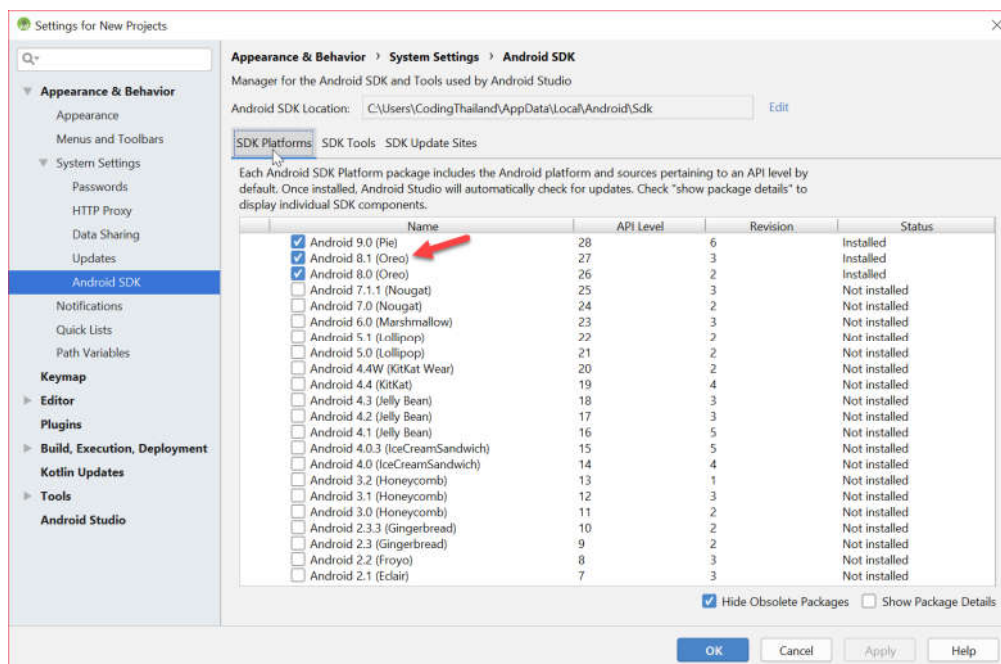 Settings for New Projects
Appearance & Behavior
Appearance
Menus and Toolbars
System Settings
Passwords
HTTP Proxy
Data Sharing
Updates
Android SDK
Notifications
Quick Lists
Path Variables
Keymap
Editor
Plugins
Build, Execution, Deployment
Kotlin Updates
Tools
Android Studio
Appearance & Behavior › System Settings › Android SDK
Manager for the Android SDK and Tools used by Android Studio
Android SDK Location: C:\Users\CodingThailand\AppData\Local\Android\Sdk Edit
SDK Platforms SDK Tools SDK Update Sites
Each Android SDK Platform package includes the Android platform and sources pertaining to an API level by
default. Once installed, Android Studio will automatically check for updates. Check "show package details" to
display individual SDK components.
Name API Level Revision Status
Android 9.0 (Pie) 28 6 Installed
Android 8.1 (Oreo) 27 3 Installed
Android 8.0 (Oreo) 26 2 Installed
Android 7.1.1 (Nougat) 25 3 Not installed
Android 7.0 (Nougat) 24 2 Not installed
Android 6.0 (Marshmallow) 23 3 Not installed
Android 5.1 (Lollipop) 22 2 Not installed
Android 5.0 (Lollipop) 21 2 Not installed
Android 4.4W (KitKat Wear) 20 2 Not installed
Android 4.4 (KitKat) 19 4 Not installed
Android 4.3 (Jelly Bean) 18 3 Not installed
Android 4.2 (Jelly Bean) 17 3 Not installed
Android 4.1 (Jelly Bean) 16 5 Not installed
Android 4.0.3 (IceCreamSandwich) 15 5 Not installed
Android 4.0 (IceCreamSandwich) 14 4 Not installed
Android 3.2 (Honeycomb) 13 1 Not installed
Android 3.1 (Honeycomb) 12 3 Not installed
Android 3.0 (Honeycomb) 11 2 Not installed
Android 2.3.3 (Gingerbread) 10 2 Not installed
Android 2.3 (Gingerbread) 9 2 Not installed
Android 2.2 (Froyo) 8 3 Not installed
Android 2.1 (Eclair) 7 3 Not installed
Hide Obsolete Packages Show Package Details
OK Cancel Apply Help